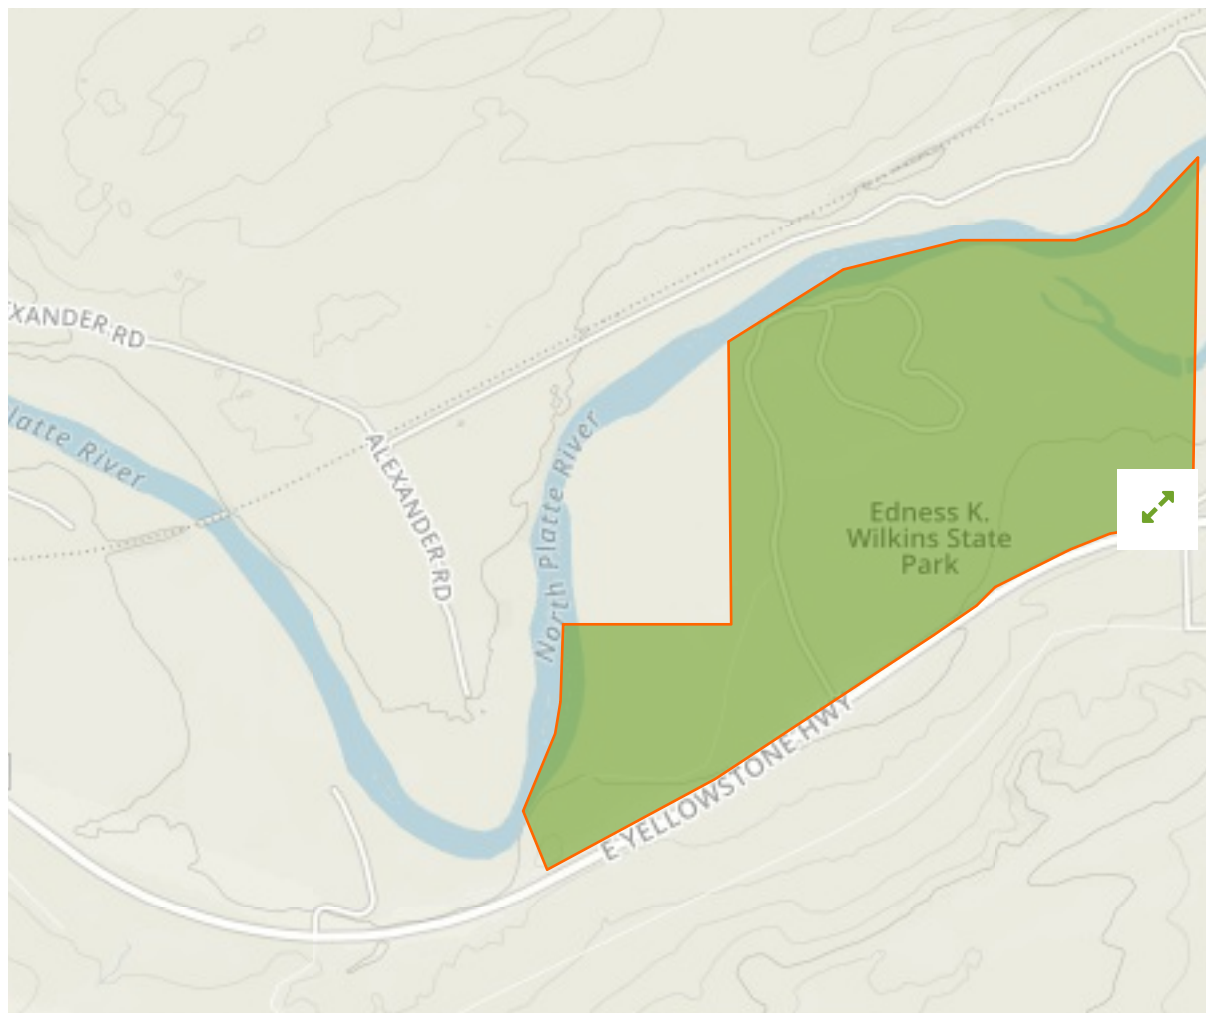 EXANDER RD
Platte River
ALEXANDER RD
North Platte River
Edness K.
Wilkins State
Park
E YELLOWSTONE HWY